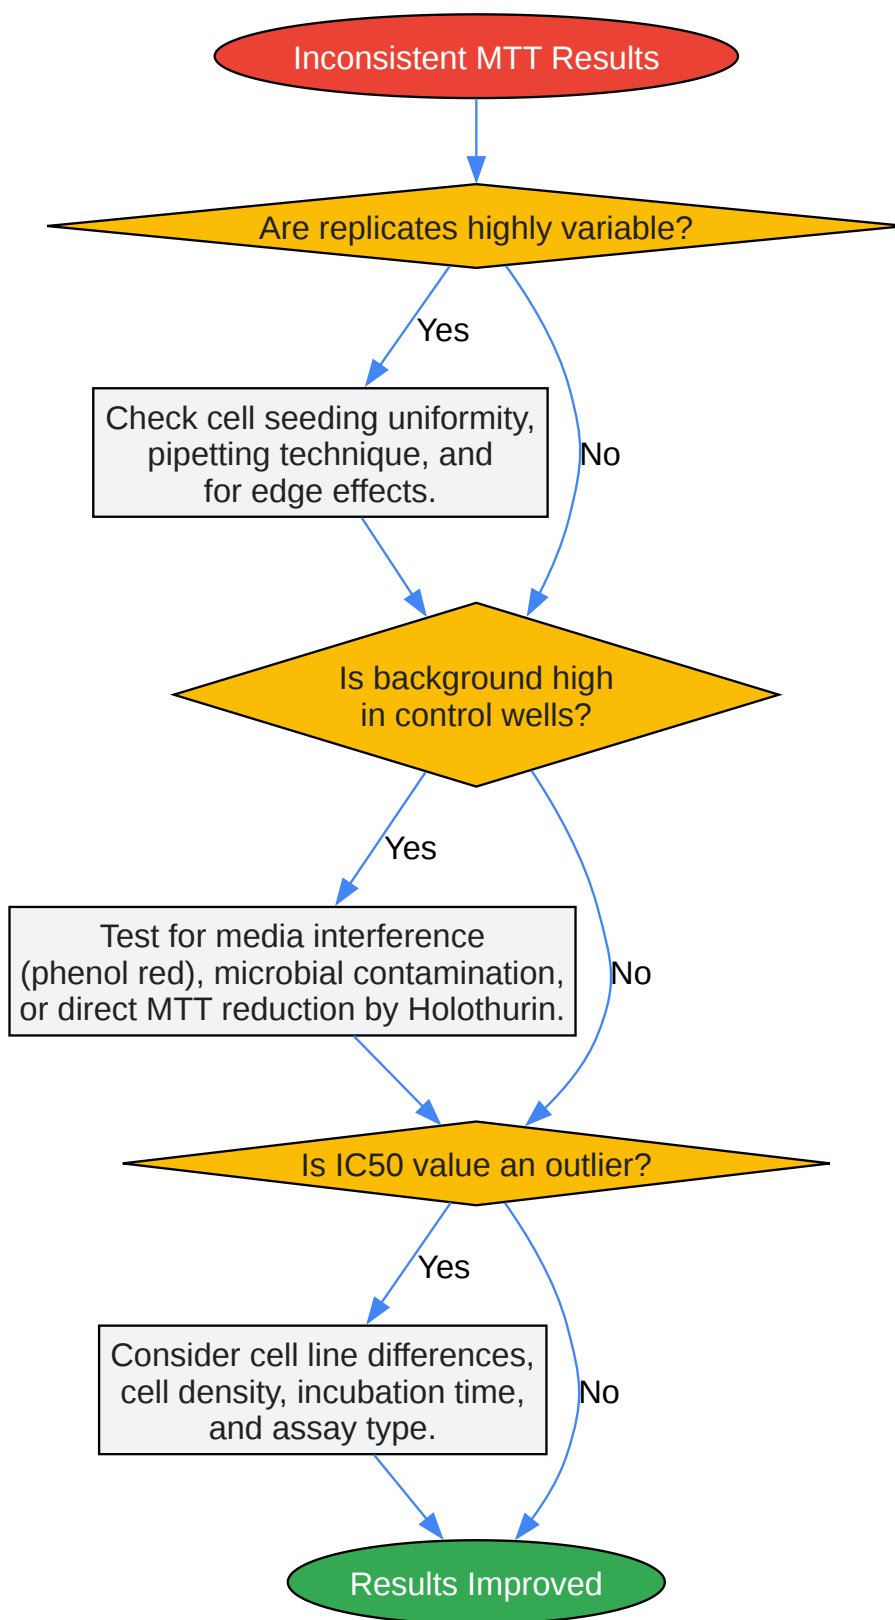 Inconsistent MTT Results
Are replicates highly variable?
Yes
Check cell seeding uniformity,
pipetting technique, and
for edge effects.
No
Is background high
in control wells?
Yes
Test for media interference
(phenol red), microbial contamination,
or direct MTT reduction by Holothurin.
No
Is IC50 value an outlier?
Yes
Consider cell line differences,
cell density, incubation time,
and assay type.
No
Results Improved